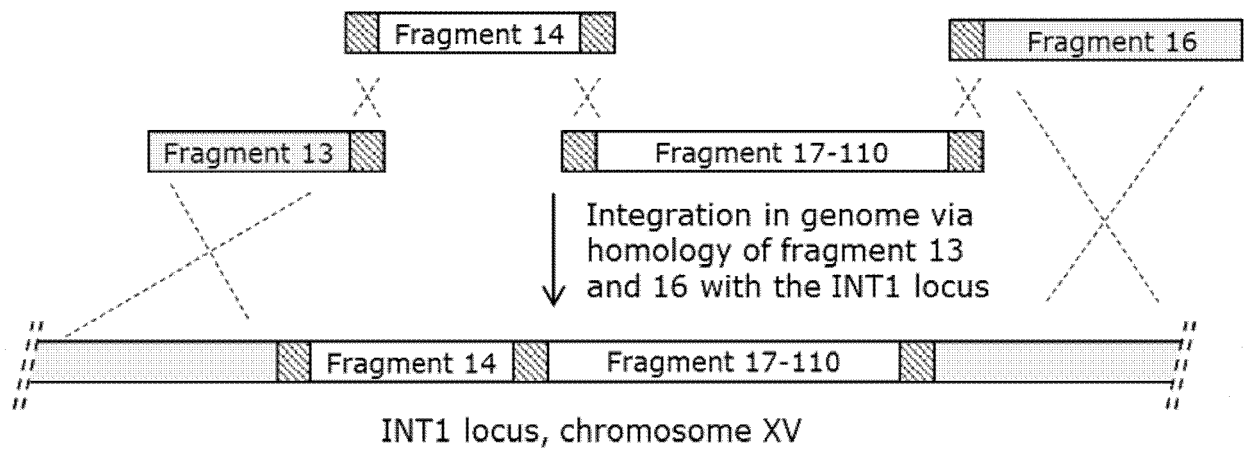 Fragment 14
Fragment 16
Fragment 13
Fragment 17-110
Integration in genome via
homology of fragment 13
and 16 with the INT1 locus
Fragment 14
Fragment 17-110
INT1 locus, chromosome XV